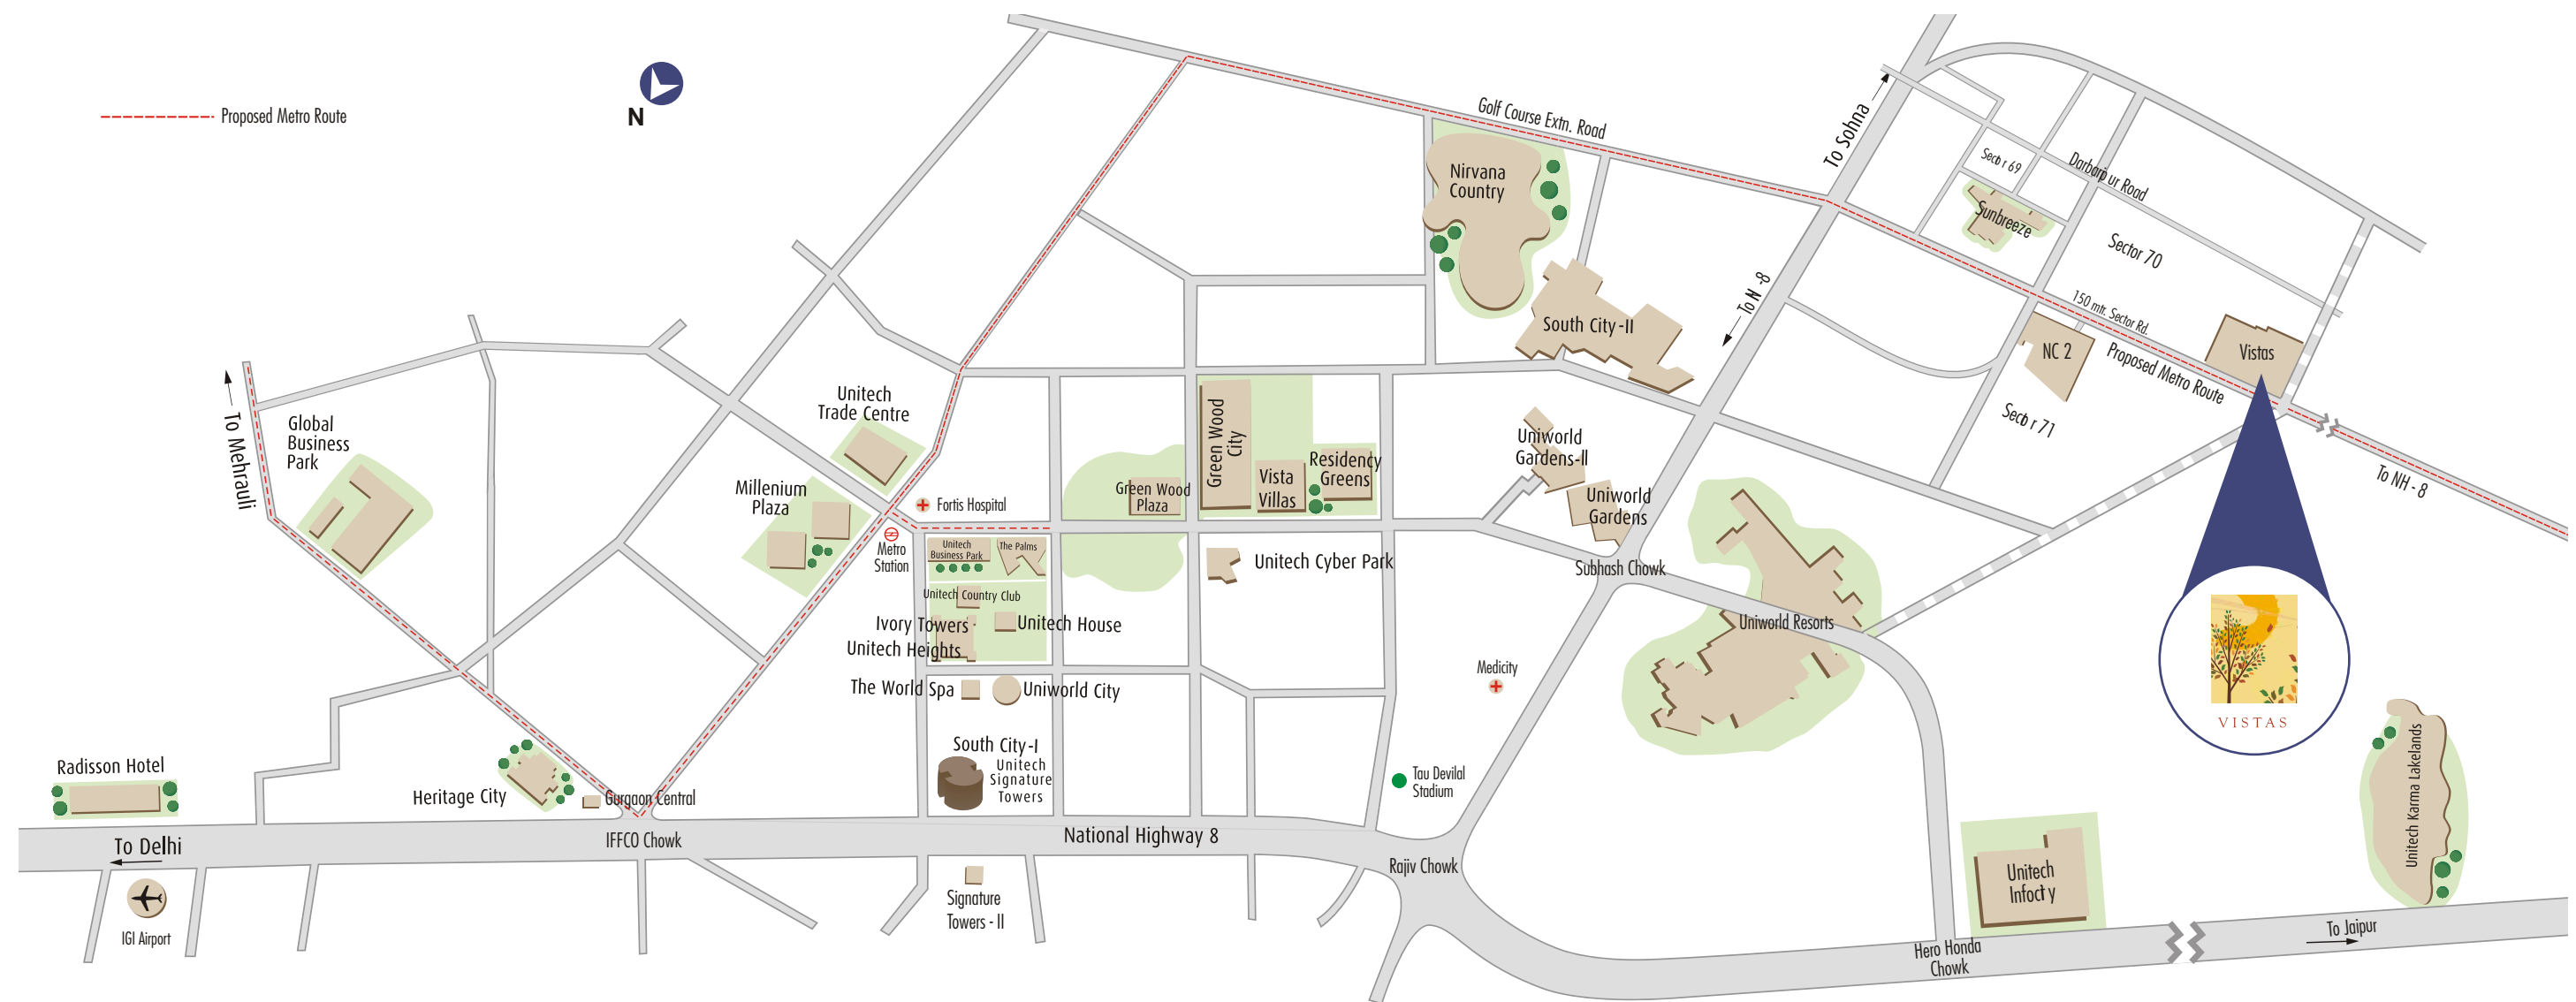 Proposed Metro Route
N
Golf Course Extn. Road
To Sohna
Nirvana
Country
Sector 69
Darbaripur Road
Sunbreeze
Sector 70
To N -8
South City-II
150 mtr. Sector Rd.
NC 2
Vistas
Proposed Metro Route
Sector 71
To NH - 8
To Mehrauli
Global
Business
Park
Unitech
Trade Centre
Millenium
Plaza
Fortis Hospital
Metro
Station
Green Wood
Plaza
Green Wood
City
Vista
Villas
Residency
Greens
Uniworld
Gardens-II
Uniworld
Gardens
Unitech
Business Park
The Palms
Unitech Cyber Park
Subhash Chowk
Unitech Country Club
Ivory Towers
Unitech House
Unitech Heights
Uniworld Resorts
The World Spa
Uniworld City
Medicity
VISTAS
South City-I
Unitech
Signature
Towers
Tau Devilal
Stadium
Radisson Hotel
Heritage City
Gurgaon Central
Unitech Karma Lakelands
To Delhi
IFFCO Chowk
National Highway 8
Rajiv Chowk
Unitech
Infocty
IGI Airport
Signature
Towers - II
Hero Honda
Chowk
To Jaipur